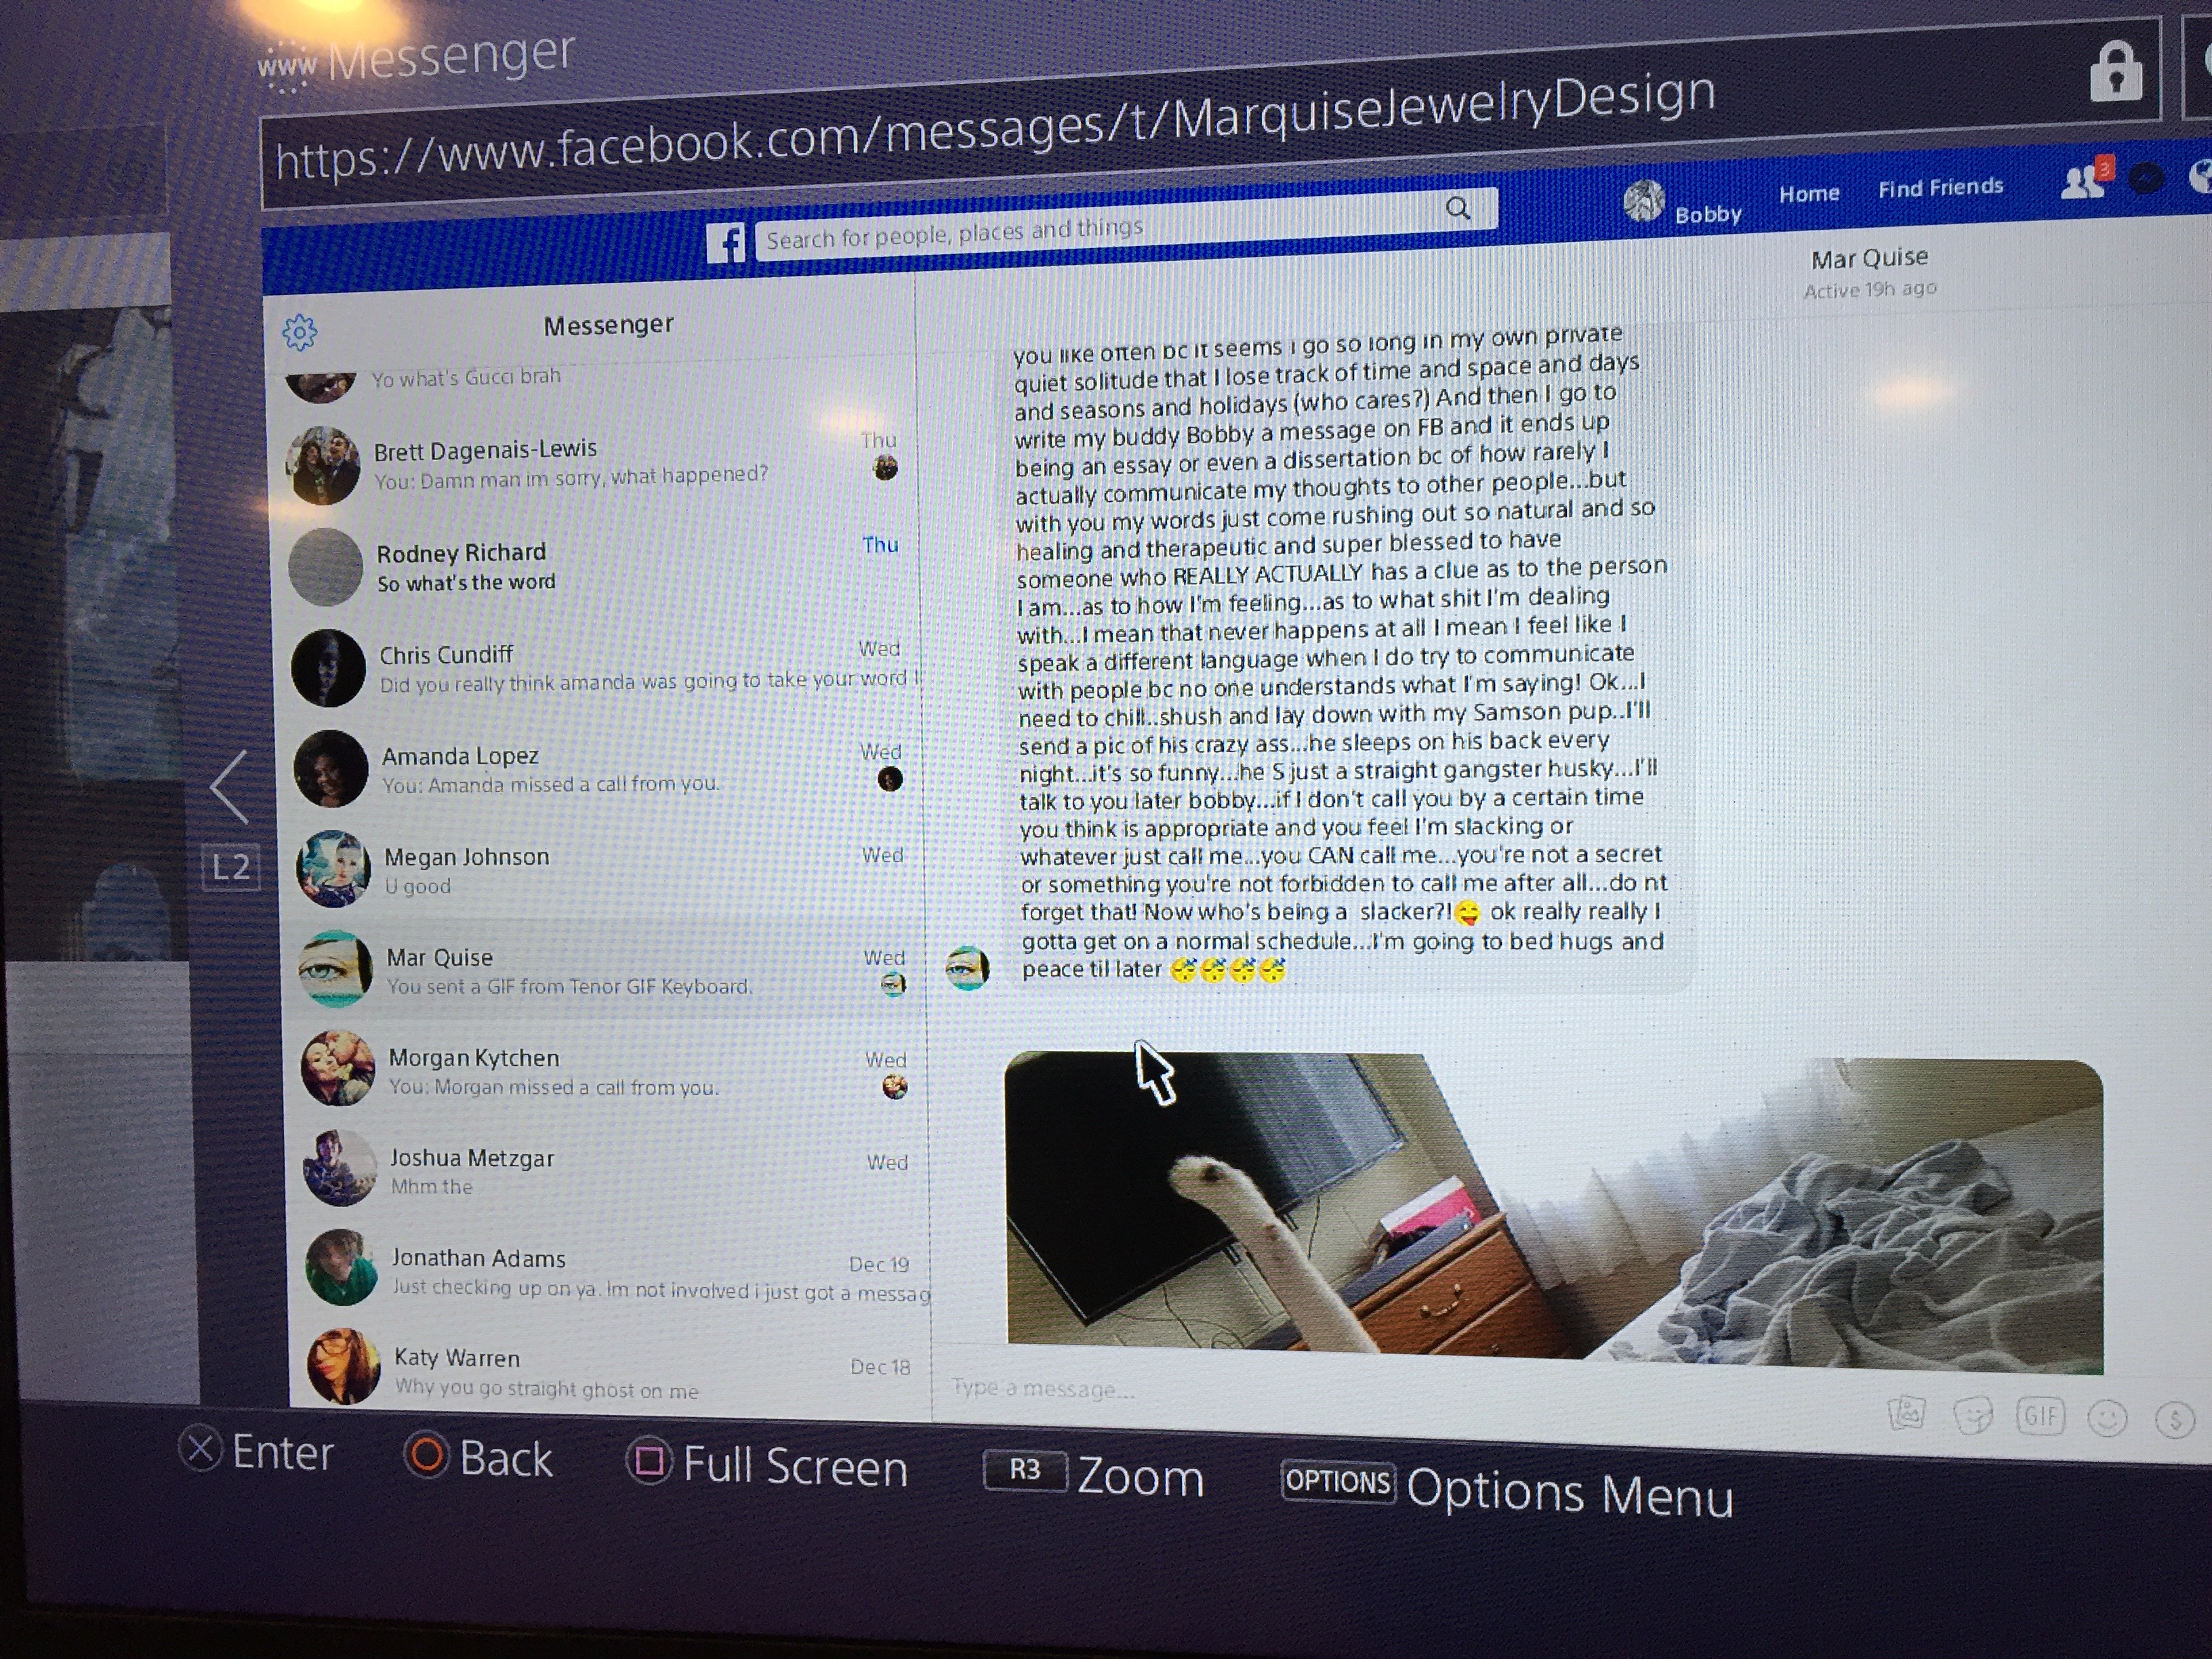 www Messenger
https://www.facebook.com/messages/t/MarquiseJewelryDesign
f
Search for people, places and things
Bobby
Home
Find Friends
3
Messenger
Yo what's Gucci brah
Brett Dagenais-Lewis
Thu
You: Damn man im sorry, what happened?
Rodney Richard
Thu
So what's the word
Chris Cundiff
Wed
Did you really think amanda was going to take your word
Amanda Lopez
Wed
You: Amanda missed a call from you.
Megan Johnson
Wed
U good
Mar Quise
Wed
You sent a GIF from Tenor GIF Keyboard.
Morgan Kytchen
Wed
You: Morgan missed a call from you.
Joshua Metzgar
Wed
Mhm the
Jonathan Adams
Dec 19
Just checking up on ya. Im not involved i just got a messag
Katy Warren
Dec 18
Why you go straight ghost on me
Mar Quise
Active 19h ago
you like often bc it seems I go so long in my own private
quiet solitude that I lose track of time and space and days
and seasons and holidays (who cares?) And then I go to
write my buddy Bobby a message on FB and it ends up
being an essay or even a dissertation bc of how rarely I
actually communicate my thoughts to other people...but
with you my words just come rushing out so natural and so
healing and therapeutic and super blessed to have
someone who REALLY ACTUALLY has a clue as to the person
I am...as to how I'm feeling...as to what shit I'm dealing
with...I mean that never happens at all I mean I feel like I
speak a different language when I do try to communicate
with people bc no one understands what I'm saying! Ok...I
need to chill..shush and lay down with my Samson pup..I'll
send a pic of his crazy ass...he sleeps on his back every
night...it's so funny...he S just a straight gangster husky...I'll
talk to you later bobby...if I don't call you by a certain time
you think is appropriate and you feel I'm slacking or
whatever just call me...you CAN call me...you're not a secret
or something you're not forbidden to call me after all...do nt
forget that! Now who's being a slacker?!😜 ok really really I
gotta get on a normal schedule...I'm going to bed hugs and
peace til later 😴😴😴😴
Type a message...
GIF
$
L2
Enter
Back
Full Screen
R3 Zoom
OPTIONS Options Menu